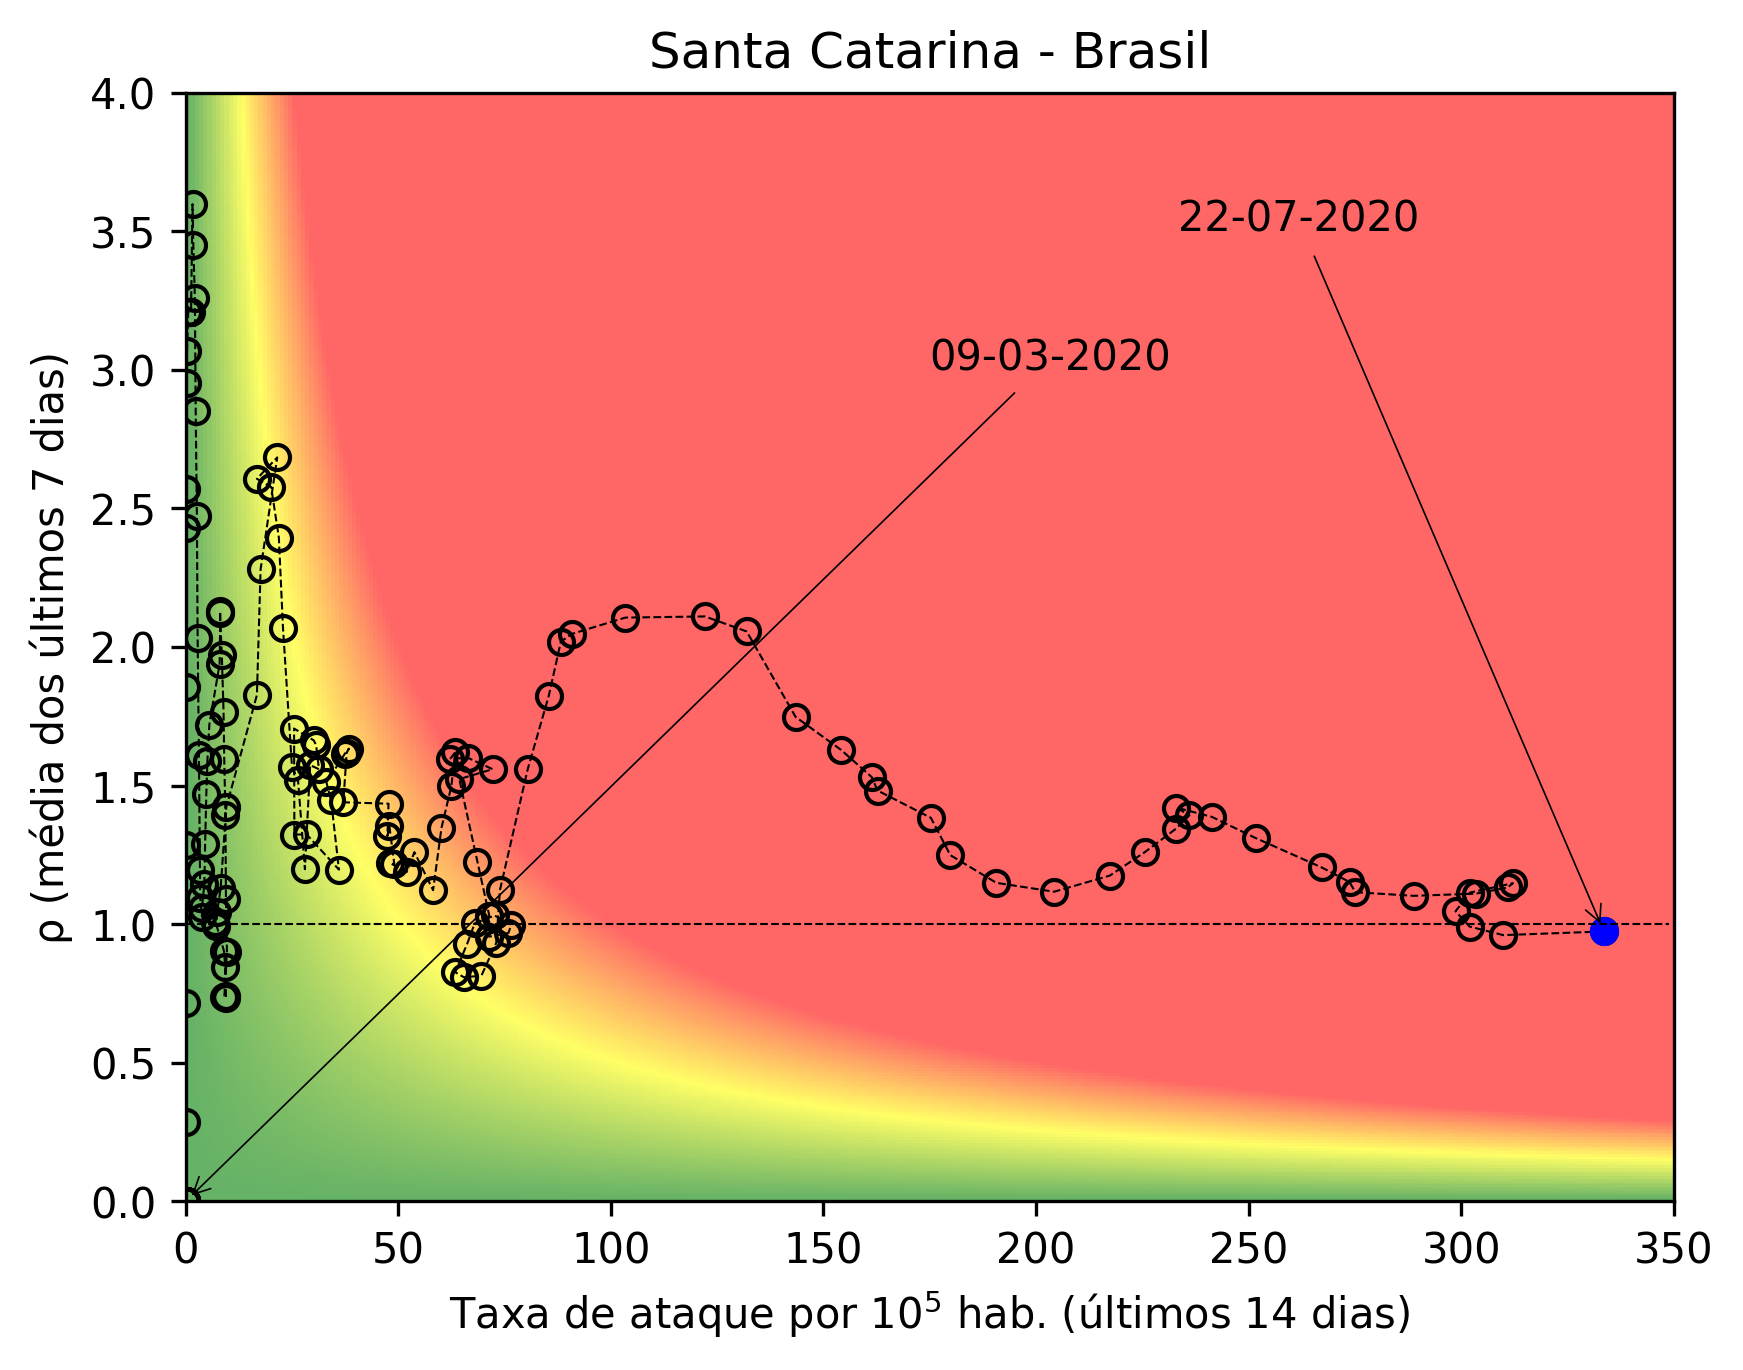 Santa Catarina - Brasil
4.0
3.5
3.0
2.5
2.0
1.5
1.0
0.5
0.0
ρ (média dos últimos 7 dias)
22-07-2020
09-03-2020
0 50 100 150 200 250 300 350
Taxa de ataque por 10⁵ hab. (últimos 14 dias)